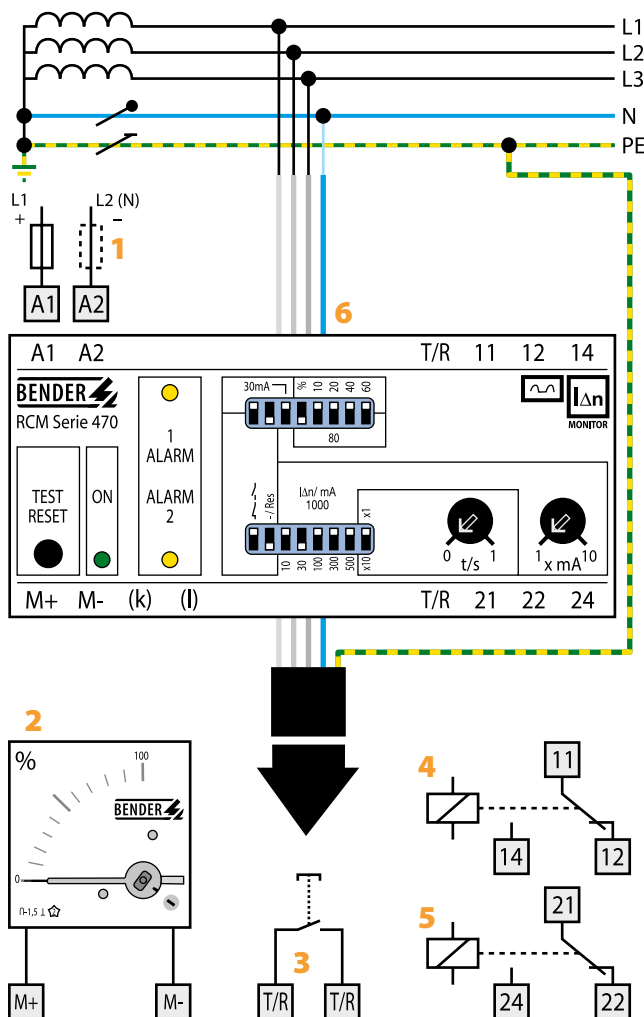 L1
L2
L3
N
PE
L1 L2 (N)
+ −
1
A1 A2
6
A1 A2 T/R 11 12 14
BENDER
RCM Serie 470
30mA % 10 20 40 60
80
I∆n
MONITOR
1
ALARM
ALARM
2
TEST
RESET
ON
-/ Res
I∆n/ mA
1000
x1
10 30 100 300 500 x10
0 1
t/s
1 10
x mA
M+ M- (k) (l) T/R 21 22 24
2
%
100
BENDER
0
3
T/R T/R
M+ M-
4
11
14 12
5
21
24 22